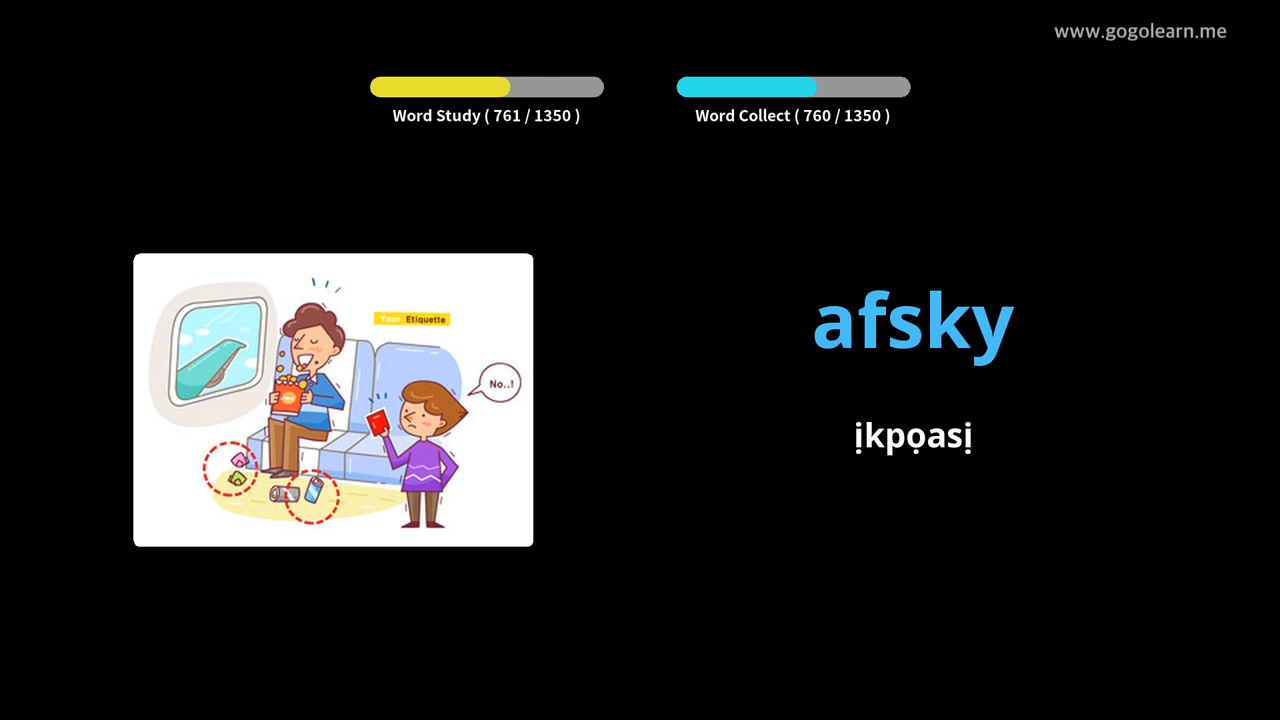 www.gogolearn.me
Word Study ( 761 / 1350 )
Word Collect ( 760 / 1350 )
Your Etiquette
No..!
afsky
ịkpọasị